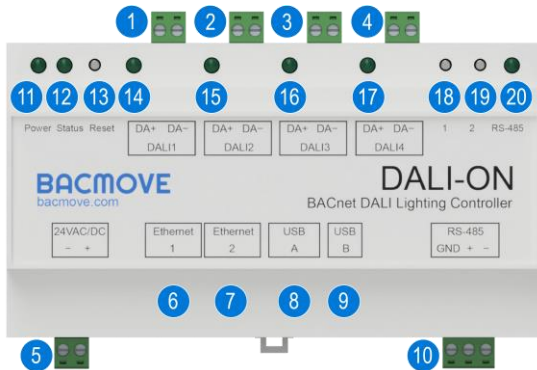 1 2 3 4
11 12 13 14 15 16 17 18 19 20
Power Status Reset DA+ DA− DA+ DA− DA+ DA− DA+ DA− 1 2 RS-485
DALI1 DALI2 DALI3 DALI4
BACMOVE DALI-ON
bacmove.com BACnet DALI Lighting Controller
24VAC/DC Ethernet Ethernet USB USB RS-485
− + 1 2 A B GND + −
6 7 8 9
5 10